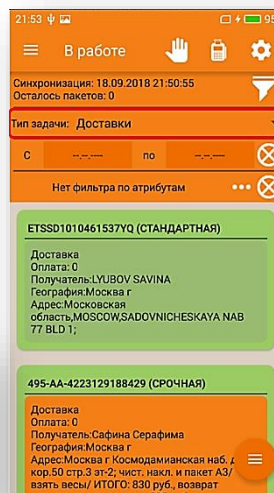 21:53
95
В работе
Синхронизация: 18.09.2018 21:50:55
Осталось пакетов: 0
Тип задачи: Доставки
С --.--.---- по --.--.----
Нет фильтра по атрибутам
ETSSD1010461537YQ (СТАНДАРТНАЯ)
Доставка
Оплата: 0
Получатель:LYUBOV SAVINA
География:Москва г
Адрес:Московская
область,MOSCOW,SADOVNICHESKAYA NAB
77 BLD 1;
495-AA-4223129188429 (СРОЧНАЯ)
Доставка
Оплата: 0
Получатель:Сафина Серафима
География:Москва г
Адрес:Москва г Космодамианская наб. д
кор.50 стр.3 эт-2; чист. накл. и пакет А3/
взять весы/ ИТОГО: 830 руб., возврат